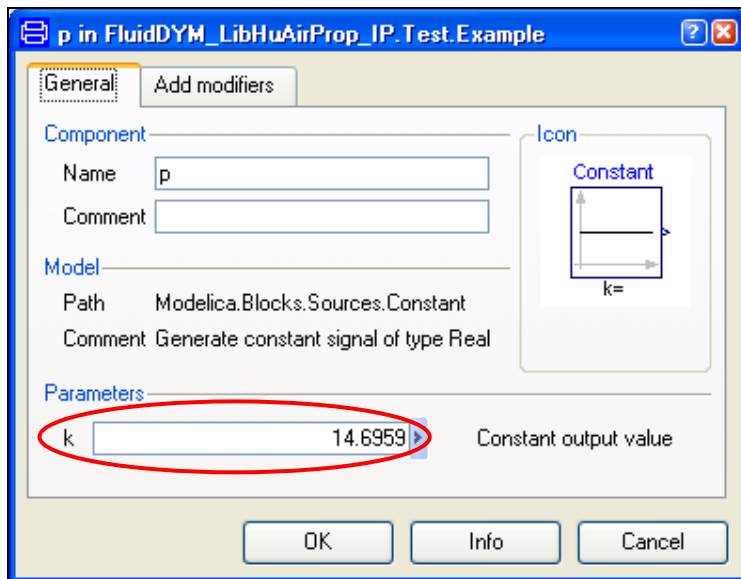 p in FluidDYM_LibHuAirProp_IP.Test.Example
General
Add modifiers
Component
Name
p
Comment
Icon
Constant
k=
Model
Path
Modelica.Blocks.Sources.Constant
Comment
Generate constant signal of type Real
Parameters
k
14.6959
Constant output value
OK
Info
Cancel